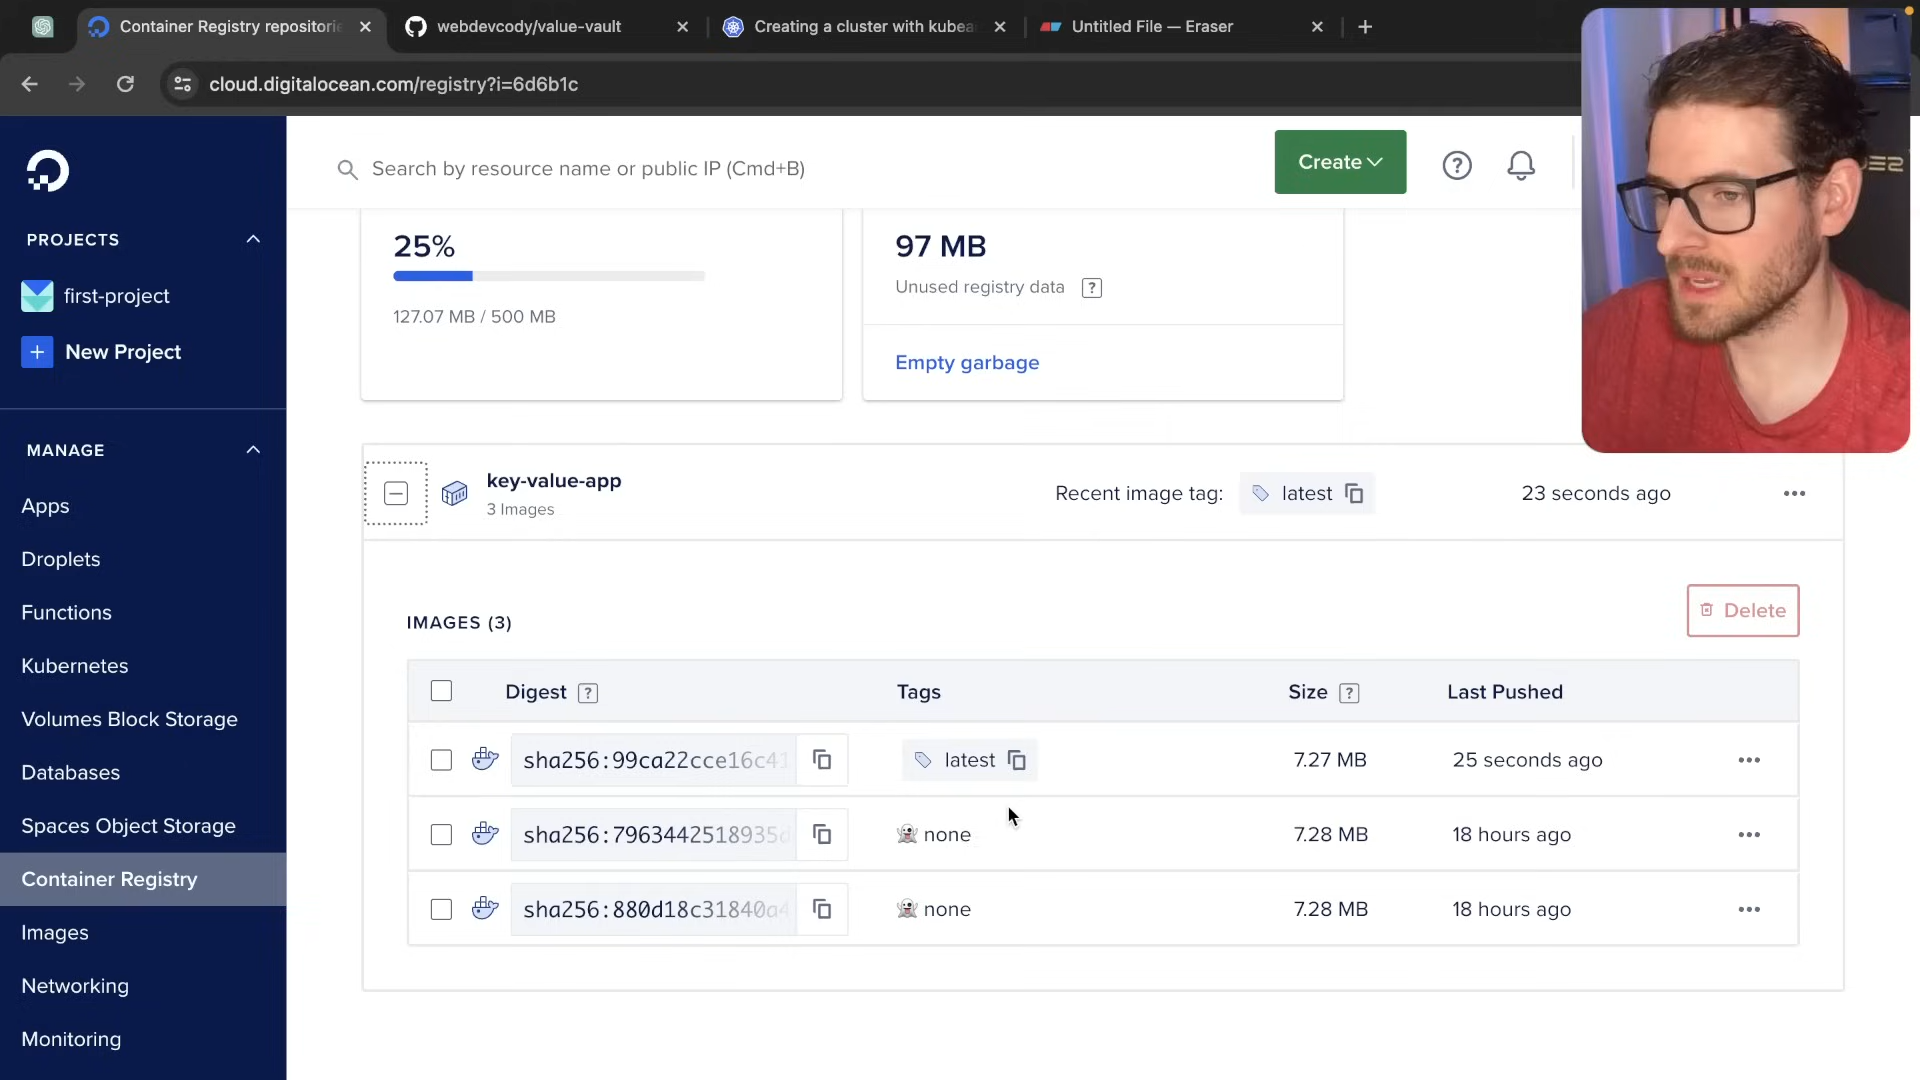 Container Registry repositorie
webdevcody/value-vault
Creating a cluster with kubea
Untitled File — Eraser
cloud.digitalocean.com/registry?i=6d6b1c
Search by resource name or public IP (Cmd+B)
Create
PROJECTS
first-project
New Project
MANAGE
Apps
Droplets
Functions
Kubernetes
Volumes Block Storage
Databases
Spaces Object Storage
Container Registry
Images
Networking
Monitoring
25%
127.07 MB / 500 MB
97 MB
Unused registry data ?
Empty garbage
key-value-app
3 Images
Recent image tag: latest
23 seconds ago
IMAGES (3)
Delete
Digest ? Tags Size ? Last Pushed
sha256:99ca22cce16c41 latest 7.27 MB 25 seconds ago
sha256:7963442518935d none 7.28 MB 18 hours ago
sha256:880d18c31840a4 none 7.28 MB 18 hours ago